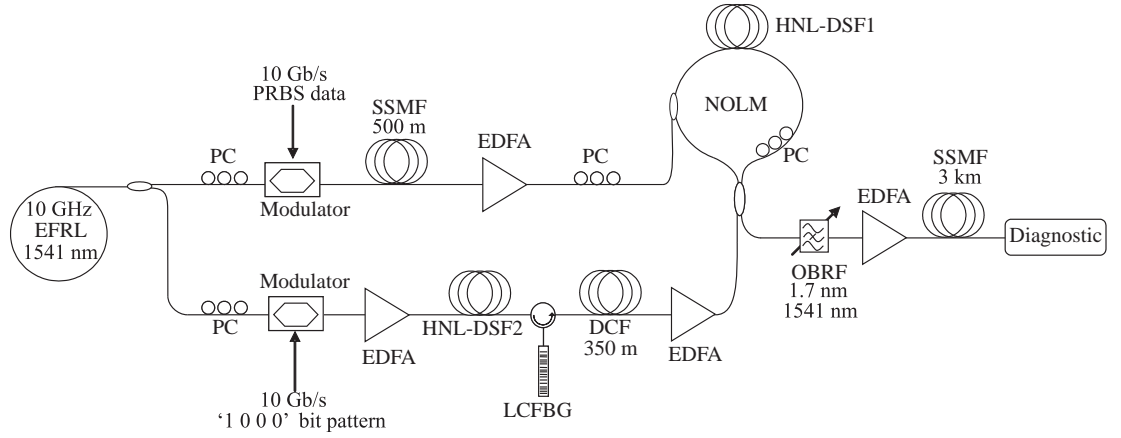 HNL-DSF1
10 Gb/s
PRBS data
SSMF
500 m
NOLM
EDFA
PC
PC
PC
Modulator
SSMF
3 km
10 GHz
EFRL
1541 nm
EDFA
Diagnostic
OBRF
1.7 nm
1541 nm
Modulator
PC
HNL-DSF2
DCF
350 m
EDFA
EDFA
LCFBG
10 Gb/s
‘1 0 0 0’ bit pattern